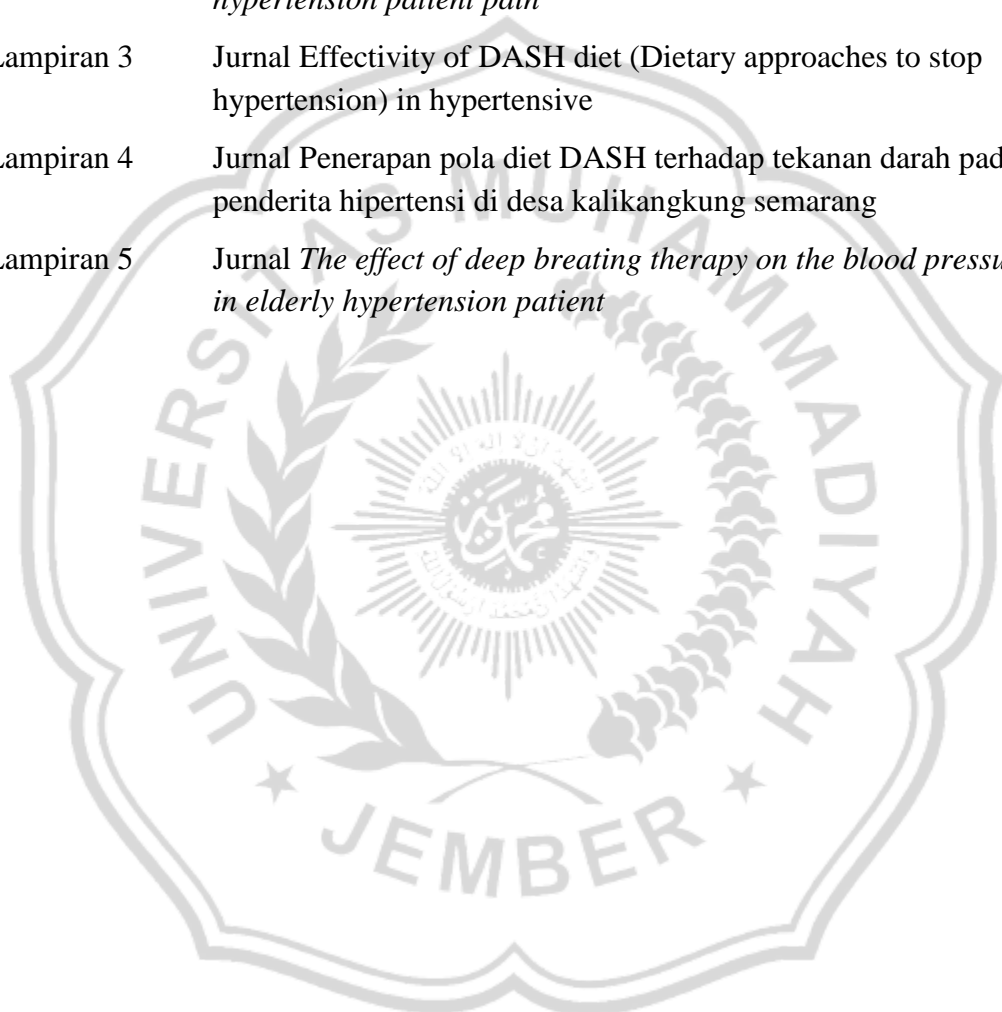 hypertension patient pain
Lampiran 3 Jurnal Effectivity of DASH diet (Dietary approaches to stop
hypertension) in hypertensive
Lampiran 4 Jurnal Penerapan pola diet DASH terhadap tekanan darah pad
penderita hipertensi di desa kalikangkung semarang
Lampiran 5 Jurnal The effect of deep breating therapy on the blood pressu
in elderly hypertension patient
UNIVERSITAS MUHAMMADIYAH
JEMBER